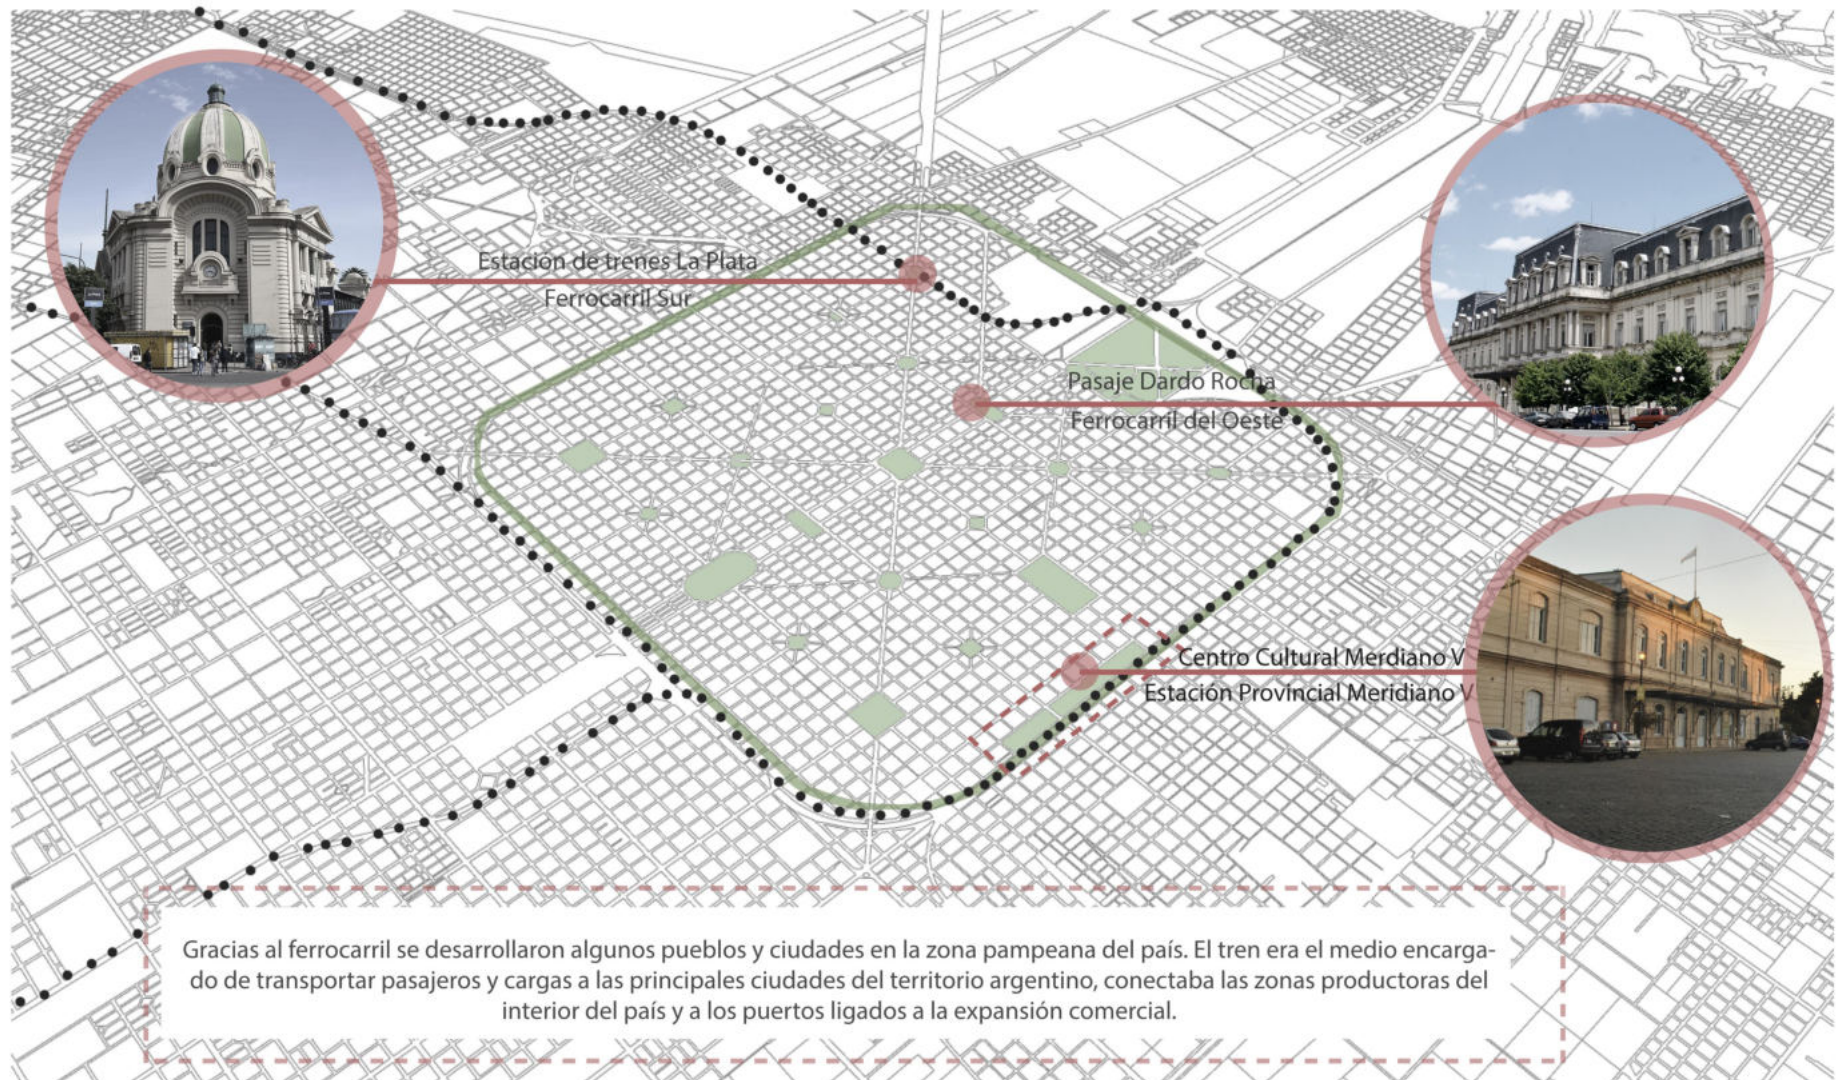 Estación de trenes La Plata
Ferrocarril Sur
Pasaje Dardo Rocha
Ferrocarril del Oeste
Centro Cultural Merdiano V
Estación Provincial Meridiano V
Gracias al ferrocarril se desarrollaron algunos pueblos y ciudades en la zona pampeana del país. El tren era el medio encarga-
do de transportar pasajeros y cargas a las principales ciudades del territorio argentino, conectaba las zonas productoras del
interior del país y a los puertos ligados a la expansión comercial.